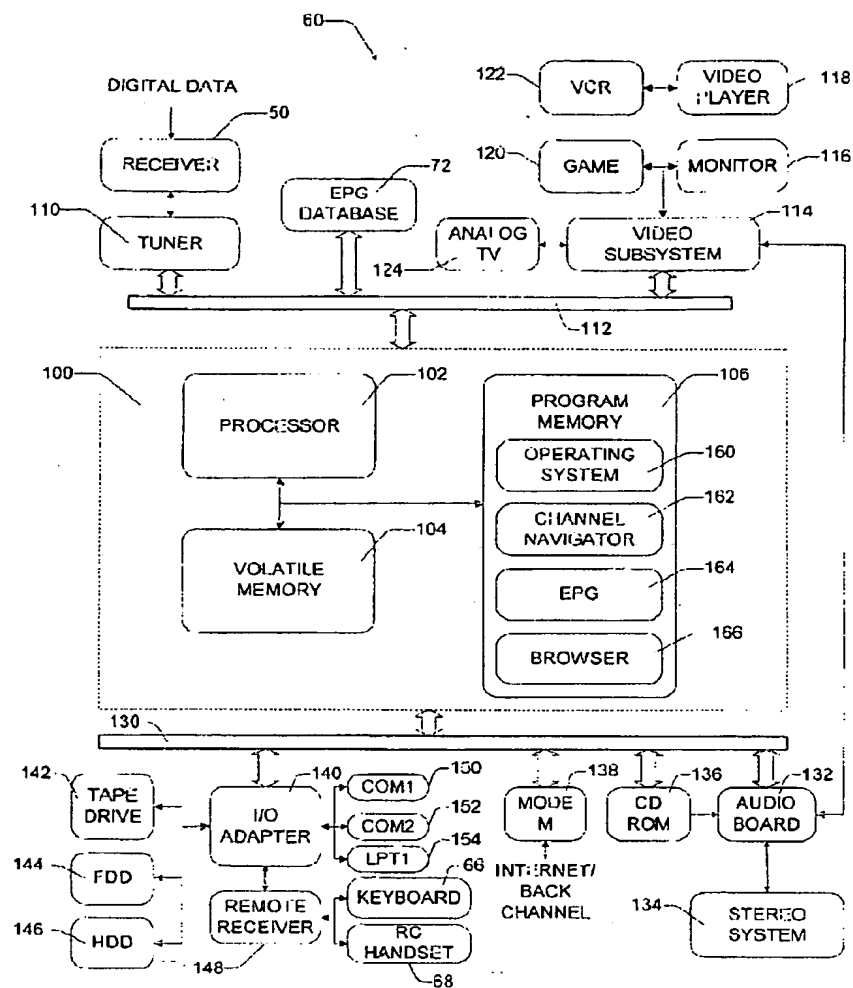 60
DIGITAL DATA
50
RECEIVER
110
TUNER
72
EPG
DATABASE
122
VCR
VIDEO
PLAYER
118
120
GAME
MONITOR
116
ANALOG
TV
124
VIDEO
SUBSYSTEM
114
112
100
102
PROCESSOR
104
VOLATILE
MEMORY
106
PROGRAM
MEMORY
OPERATING
SYSTEM
160
CHANNEL
NAVIGATOR
162
EPG
164
BROWSER
166
130
142
TAPE
DRIVE
144
FDD
146
HDD
140
I/O
ADAPTER
COM1
150
COM2
152
LPT1
154
66
KEYBOARD
REMOTE
RECEIVER
148
RC
HANDSET
68
138
MODE
M
INTERNET/
BACK
CHANNEL
136
CD
ROM
132
AUDIO
BOARD
134
STEREO
SYSTEM